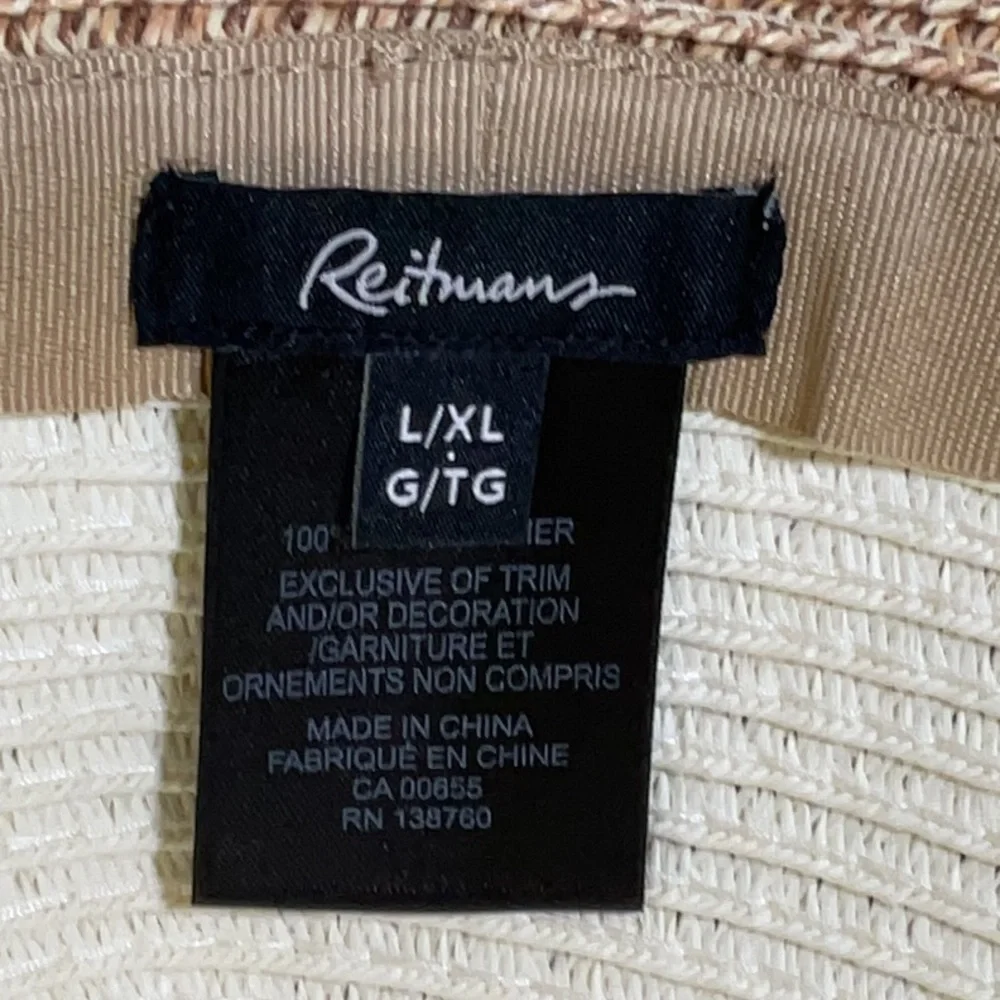 Reitmans
L/XL
G/TG
100
EXCLUSIVE OF TRIM
AND/OR DECORATION
/GARNITURE ET
ORNEMENTS NON COMPRIS
MADE IN CHINA
FABRIQUÉ EN CHINE
CA 00655
RN 138760